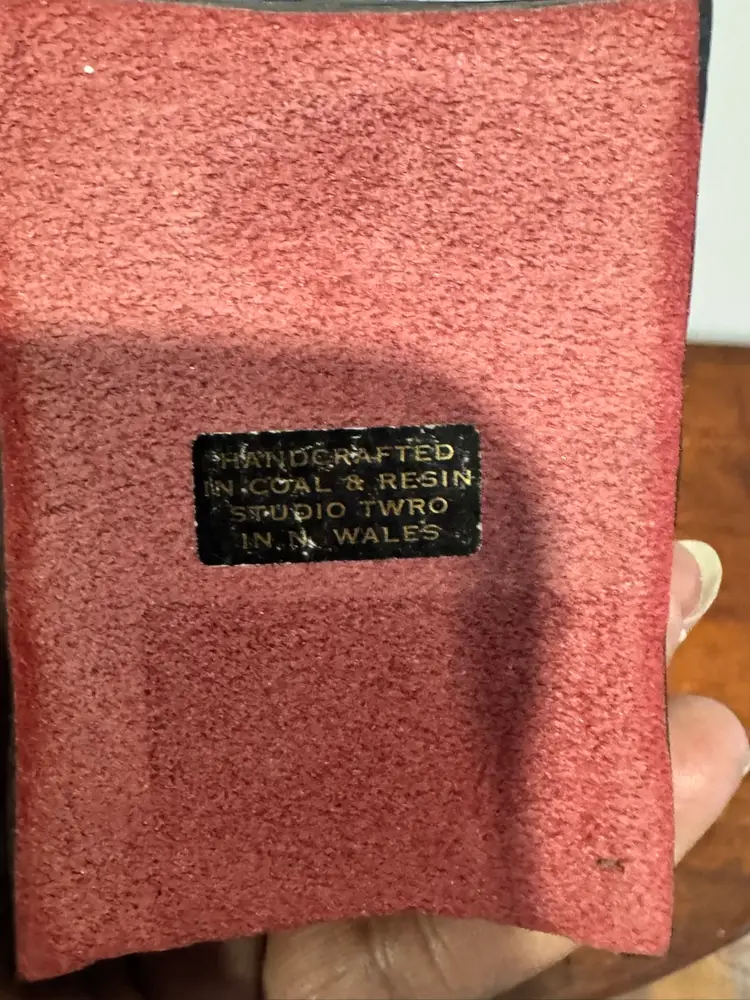 HANDCRAFTED
IN COAL & RESIN
STUDIO TWRO
IN N. WALES